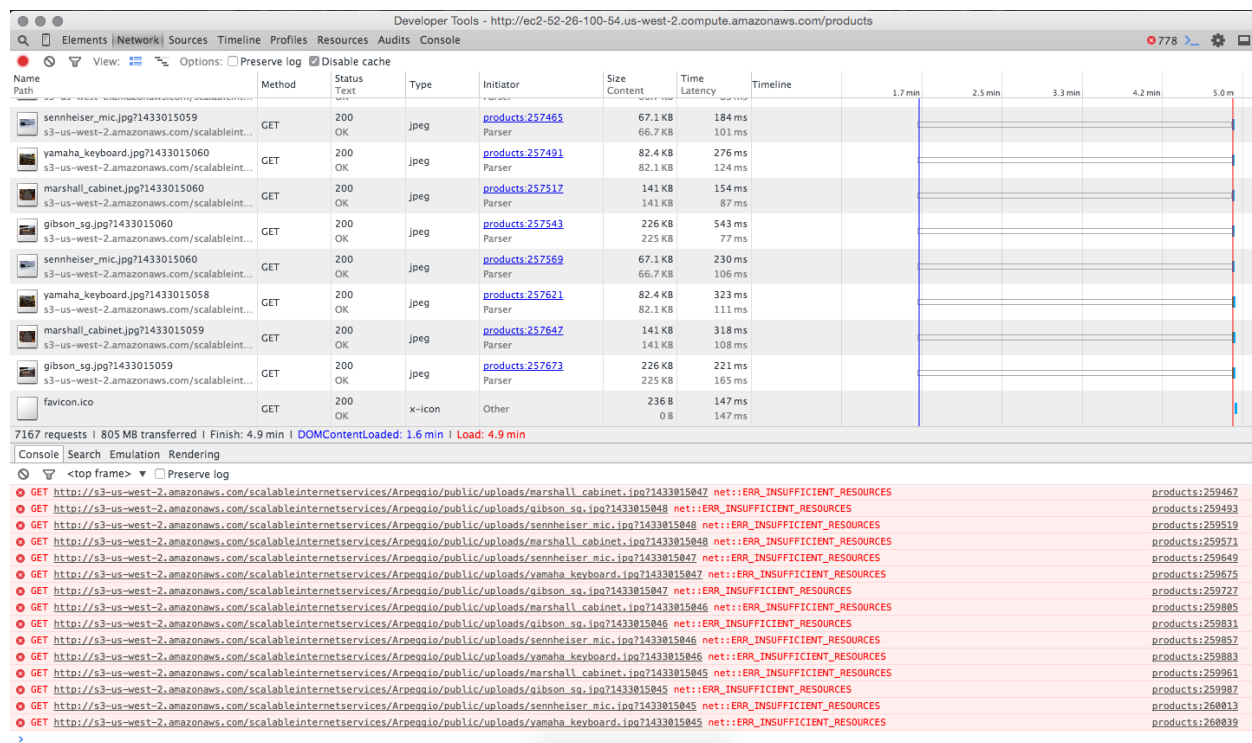 Developer Tools - http://ec2-52-26-100-54.us-west-2.compute.amazonaws.com/products
Elements Network Sources Timeline Profiles Resources Audits Console 778
View: Options: Preserve log Disable cache
Name Path Method Status Text Type Initiator Size Content Time Latency Timeline 1.7 min 2.5 min 3.3 min 4.2 min 5.0 m
sennheiser_mic.jpg?1433015059 GET 200 jpeg products:257465 67.1 KB 184 ms
s3-us-west-2.amazonaws.com/scalableint... OK Parser 66.7 KB 101 ms
yamaha_keyboard.jpg?1433015060 GET 200 jpeg products:257491 82.4 KB 276 ms
s3-us-west-2.amazonaws.com/scalableint... OK Parser 82.1 KB 124 ms
marshall_cabinet.jpg?1433015060 GET 200 jpeg products:257517 141 KB 154 ms
s3-us-west-2.amazonaws.com/scalableint... OK Parser 141 KB 87 ms
gibson_sg.jpg?1433015060 GET 200 jpeg products:257543 226 KB 543 ms
s3-us-west-2.amazonaws.com/scalableint... OK Parser 225 KB 77 ms
sennheiser_mic.jpg?1433015060 GET 200 jpeg products:257569 67.1 KB 230 ms
s3-us-west-2.amazonaws.com/scalableint... OK Parser 66.7 KB 106 ms
yamaha_keyboard.jpg?1433015058 GET 200 jpeg products:257621 82.4 KB 323 ms
s3-us-west-2.amazonaws.com/scalableint... OK Parser 82.1 KB 111 ms
marshall_cabinet.jpg?1433015059 GET 200 jpeg products:257647 141 KB 318 ms
s3-us-west-2.amazonaws.com/scalableint... OK Parser 141 KB 108 ms
gibson_sg.jpg?1433015059 GET 200 jpeg products:257673 226 KB 221 ms
s3-us-west-2.amazonaws.com/scalableint... OK Parser 225 KB 165 ms
favicon.ico GET 200 x-icon Other 236 B 147 ms
OK 0 B 147 ms
7167 requests | 805 MB transferred | Finish: 4.9 min | DOMContentLoaded: 1.6 min | Load: 4.9 min
Console Search Emulation Rendering
<top frame> ▼ Preserve log
GET http://s3-us-west-2.amazonaws.com/scalableinternetservices/Arpeggio/public/uploads/marshall_cabinet.jpg?1433015047 net::ERR_INSUFFICIENT_RESOURCES products:259467
GET http://s3-us-west-2.amazonaws.com/scalableinternetservices/Arpeggio/public/uploads/gibson_sg.jpg?1433015048 net::ERR_INSUFFICIENT_RESOURCES products:259493
GET http://s3-us-west-2.amazonaws.com/scalableinternetservices/Arpeggio/public/uploads/sennheiser_mic.jpg?1433015048 net::ERR_INSUFFICIENT_RESOURCES products:259519
GET http://s3-us-west-2.amazonaws.com/scalableinternetservices/Arpeggio/public/uploads/marshall_cabinet.jpg?1433015048 net::ERR_INSUFFICIENT_RESOURCES products:259571
GET http://s3-us-west-2.amazonaws.com/scalableinternetservices/Arpeggio/public/uploads/sennheiser_mic.jpg?1433015047 net::ERR_INSUFFICIENT_RESOURCES products:259649
GET http://s3-us-west-2.amazonaws.com/scalableinternetservices/Arpeggio/public/uploads/yamaha_keyboard.jpg?1433015047 net::ERR_INSUFFICIENT_RESOURCES products:259675
GET http://s3-us-west-2.amazonaws.com/scalableinternetservices/Arpeggio/public/uploads/gibson_sg.jpg?1433015047 net::ERR_INSUFFICIENT_RESOURCES products:259727
GET http://s3-us-west-2.amazonaws.com/scalableinternetservices/Arpeggio/public/uploads/marshall_cabinet.jpg?1433015046 net::ERR_INSUFFICIENT_RESOURCES products:259805
GET http://s3-us-west-2.amazonaws.com/scalableinternetservices/Arpeggio/public/uploads/gibson_sg.jpg?1433015046 net::ERR_INSUFFICIENT_RESOURCES products:259831
GET http://s3-us-west-2.amazonaws.com/scalableinternetservices/Arpeggio/public/uploads/sennheiser_mic.jpg?1433015046 net::ERR_INSUFFICIENT_RESOURCES products:259857
GET http://s3-us-west-2.amazonaws.com/scalableinternetservices/Arpeggio/public/uploads/yamaha_keyboard.jpg?1433015046 net::ERR_INSUFFICIENT_RESOURCES products:259883
GET http://s3-us-west-2.amazonaws.com/scalableinternetservices/Arpeggio/public/uploads/marshall_cabinet.jpg?1433015045 net::ERR_INSUFFICIENT_RESOURCES products:259961
GET http://s3-us-west-2.amazonaws.com/scalableinternetservices/Arpeggio/public/uploads/gibson_sg.jpg?1433015045 net::ERR_INSUFFICIENT_RESOURCES products:259987
GET http://s3-us-west-2.amazonaws.com/scalableinternetservices/Arpeggio/public/uploads/sennheiser_mic.jpg?1433015045 net::ERR_INSUFFICIENT_RESOURCES products:260013
GET http://s3-us-west-2.amazonaws.com/scalableinternetservices/Arpeggio/public/uploads/yamaha_keyboard.jpg?1433015045 net::ERR_INSUFFICIENT_RESOURCES products:260039